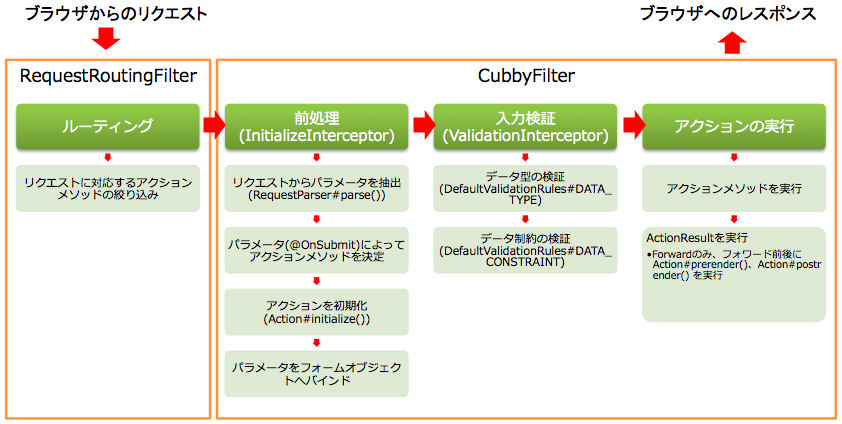 ブラウザからのリクエスト
ブラウザへのレスポンス
RequestRoutingFilter
CubbyFilter
ルーティング
リクエストに対応するアクション
メソッドの絞り込み
前処理
(InitializeInterceptor)
リクエストからパラメータを抽出
(RequestParser#parse())
パラメータ(@OnSubmit)によって
アクションメソッドを決定
アクションを初期化
(Action#initialize())
パラメータをフォームオブジェク
トへバインド
入力検証
(ValidationInterceptor)
データ型の検証
(DefaultValidationRules#DATA_
TYPE)
データ制約の検証
(DefaultValidationRules#DATA_
CONSTRAINT)
アクションの実行
アクションメソッドを実行
ActionResultを実行
•Forwardのみ、フォワード前後に
Action#prerender()、Action#postr
ender() を実行